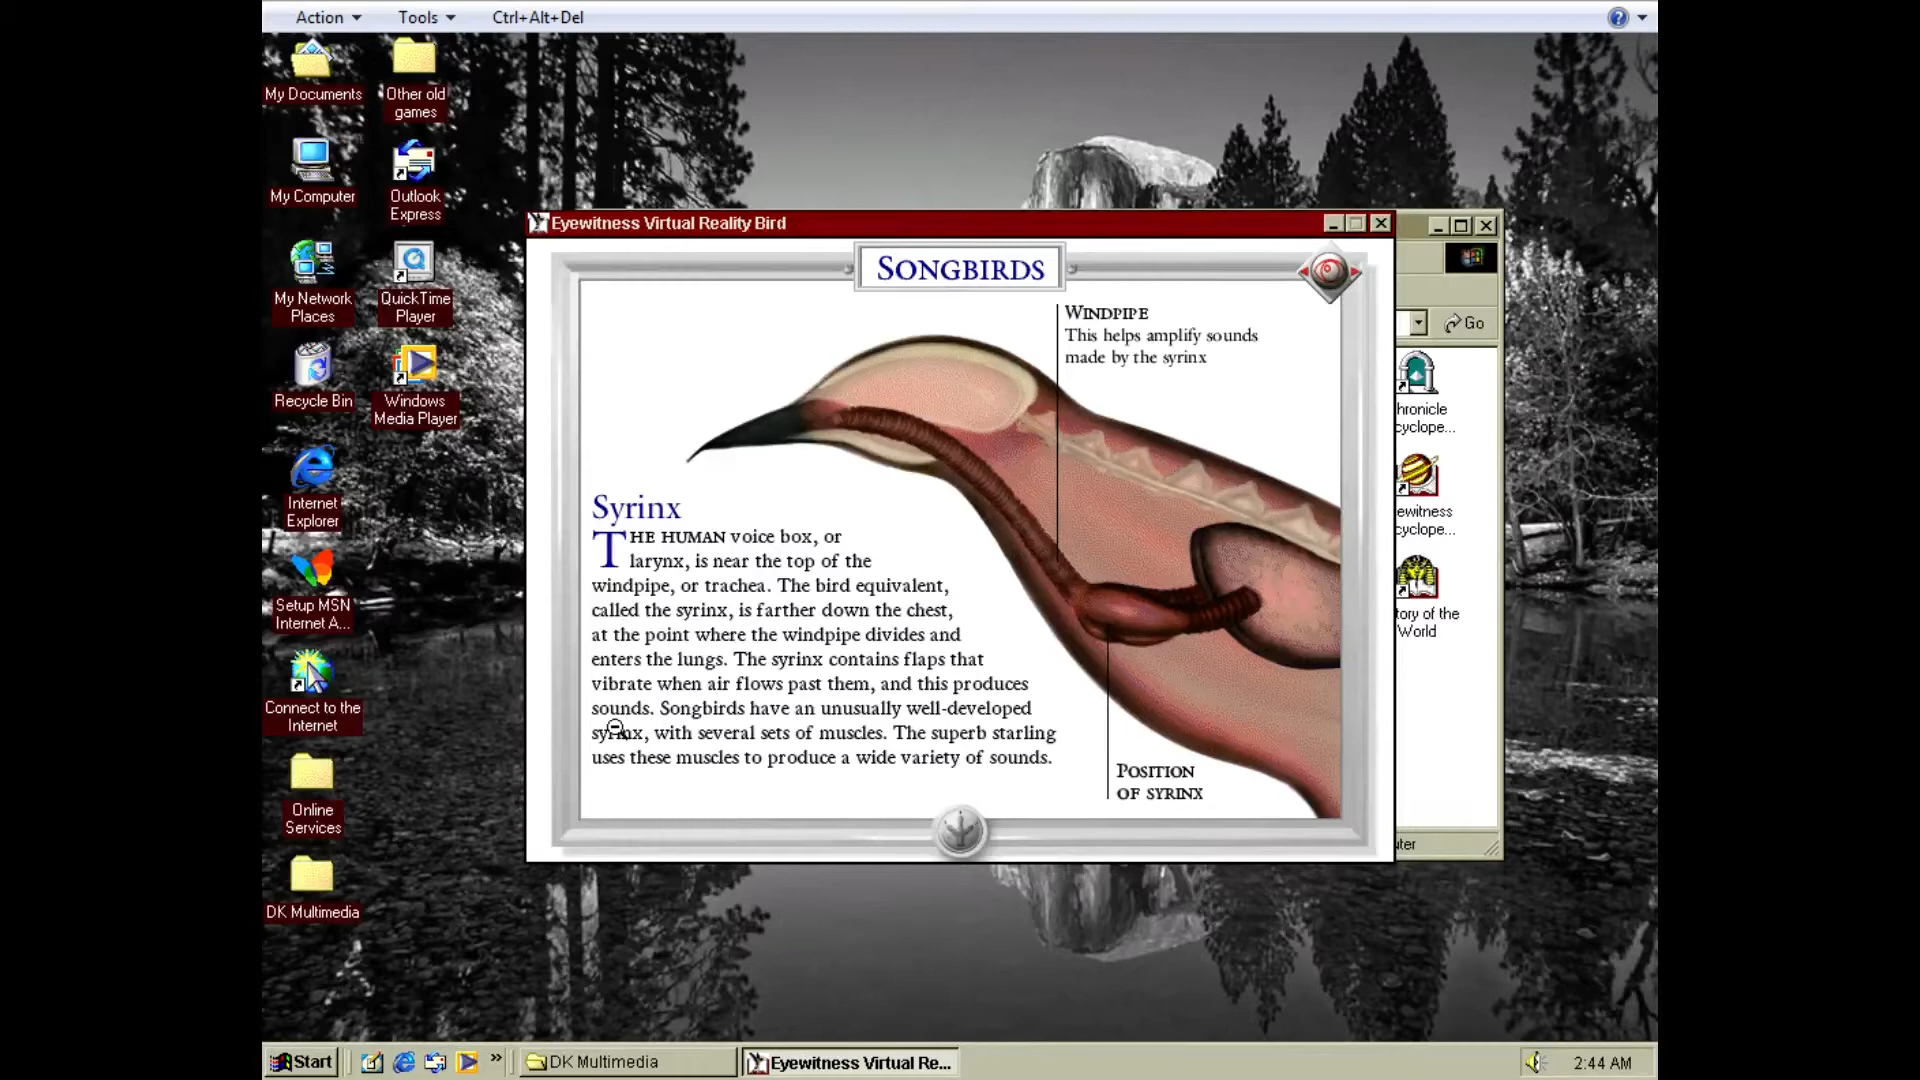 Action
Tools
Ctrl+Alt+Del
My Documents
Other old
games
My Computer
Outlook
Express
My Network
Places
QuickTime
Player
Recycle Bin
Windows
Media Player
Internet
Explorer
Setup MSN
Internet A...
Connect to the
Internet
Online
Services
DK Multimedia
Eyewitness Virtual Reality Bird
SONGBIRDS
WINDPIPE
This helps amplify sounds
made by the syrinx
Syrinx
THE HUMAN voice box, or
larynx, is near the top of the
windpipe, or trachea. The bird equivalent,
called the syrinx, is farther down the chest,
at the point where the windpipe divides and
enters the lungs. The syrinx contains flaps that
vibrate when air flows past them, and this produces
sounds. Songbirds have an unusually well-developed
syrinx, with several sets of muscles. The superb starling
uses these muscles to produce a wide variety of sounds.
POSITION
OF SYRINX
Go
hronicle
cyclope...
ewitness
cyclope...
tory of the
World
uter
Start
DK Multimedia
Eyewitness Virtual Re...
2:44 AM